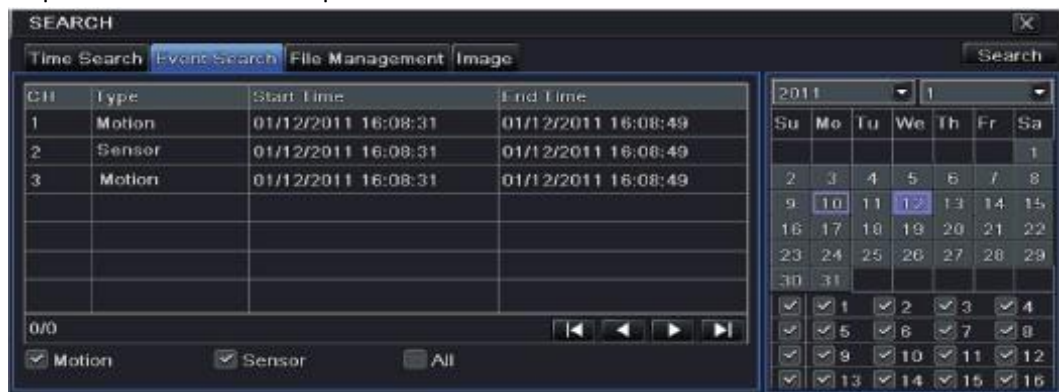 SEARCH
Time Search Event Search File Management Image Search
CH Type Start Time End Time
1 Motion 01/12/2011 16:08:31 01/12/2011 16:08:49
2 Sensor 01/12/2011 16:08:31 01/12/2011 16:08:49
3 Motion 01/12/2011 16:08:31 01/12/2011 16:08:49
0/0
Motion Sensor All
2011 1
Su Mo Tu We Th Fr Sa
1
2 3 4 5 6 7 8
9 10 11 12 13 14 15
16 17 18 19 20 21 22
23 24 25 26 27 28 29
30 31
1 2 3 4
5 6 7 8
9 10 11 12
13 14 15 16